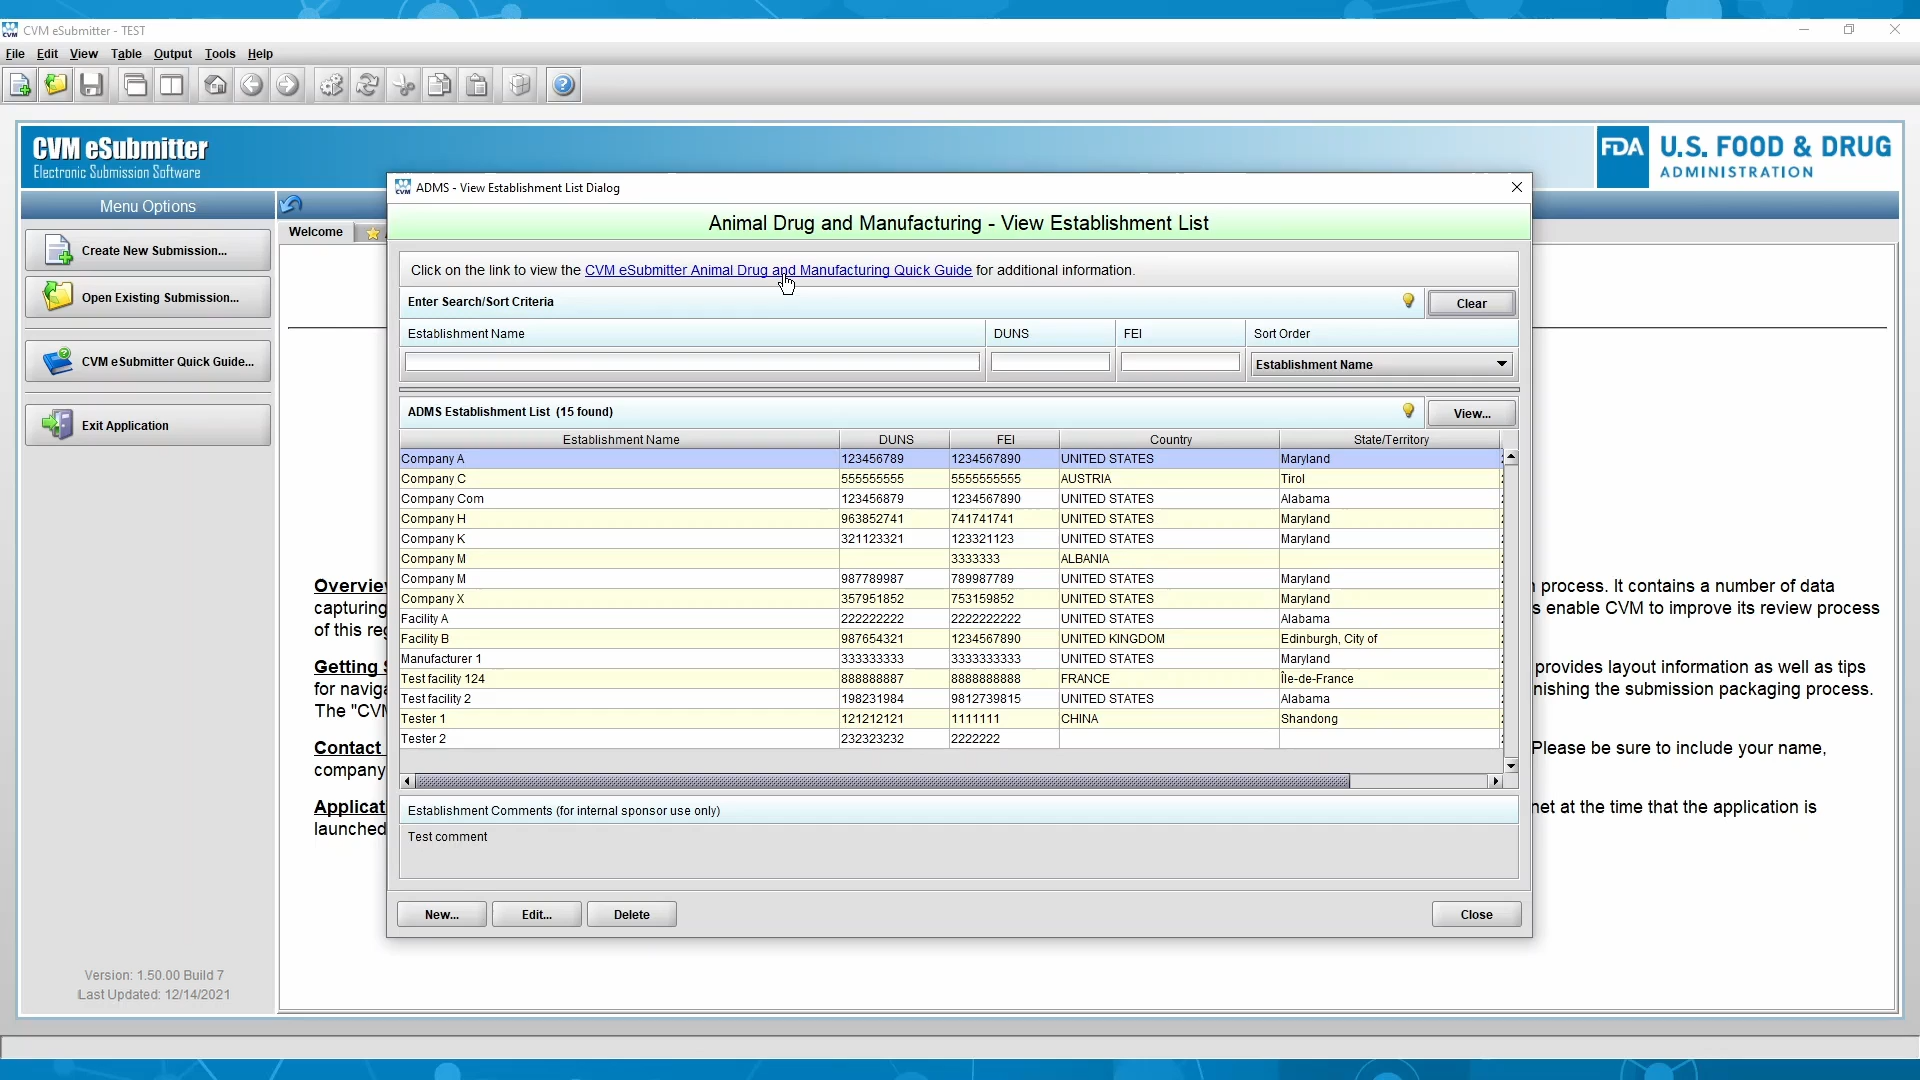 CVM eSubmitter - TEST
File Edit View Table Output Tools Help
CVM eSubmitter
Electronic Submission Software
FDA U.S. FOOD & DRUG
ADMINISTRATION
Menu Options
Create New Submission...
Open Existing Submission...
CVM eSubmitter Quick Guide...
Exit Application
Version: 1.50.00 Build 7
Last Updated: 12/14/2021
Welcome
ADMS - View Establishment List Dialog
Animal Drug and Manufacturing - View Establishment List
Click on the link to view the CVM eSubmitter Animal Drug and Manufacturing Quick Guide for additional information.
Enter Search/Sort Criteria Clear
Establishment Name DUNS FEI Sort Order
Establishment Name
ADMS Establishment List (15 found) View...
Establishment Name DUNS FEI Country State/Territory
Company A 123456789 1234567890 UNITED STATES Maryland
Company C 555555555 5555555555 AUSTRIA Tirol
Company Com 123456879 1234567890 UNITED STATES Alabama
Company H 963852741 741741741 UNITED STATES Maryland
Company K 321123321 123321123 UNITED STATES Maryland
Company M 3333333 ALBANIA
Company M 987789987 789987789 UNITED STATES Maryland
Company X 357951852 753159852 UNITED STATES Maryland
Facility A 222222222 2222222222 UNITED STATES Alabama
Facility B 987654321 1234567890 UNITED KINGDOM Edinburgh, City of
Manufacturer 1 333333333 3333333333 UNITED STATES Maryland
Test facility 124 888888887 8888888888 FRANCE Île-de-France
Test facility 2 198231984 9812739815 UNITED STATES Alabama
Tester 1 121212121 1111111 CHINA Shandong
Tester 2 232323232 2222222
Establishment Comments (for internal sponsor use only)
Test comment
New... Edit... Delete Close
capturing
of this
Getting
for
The
Contact
company
launched
process. It contains a number of data
enable CVM to improve its review process
provides layout information as well as tips
the submission packaging process.
Please be sure to include your name,
at the time that the application is